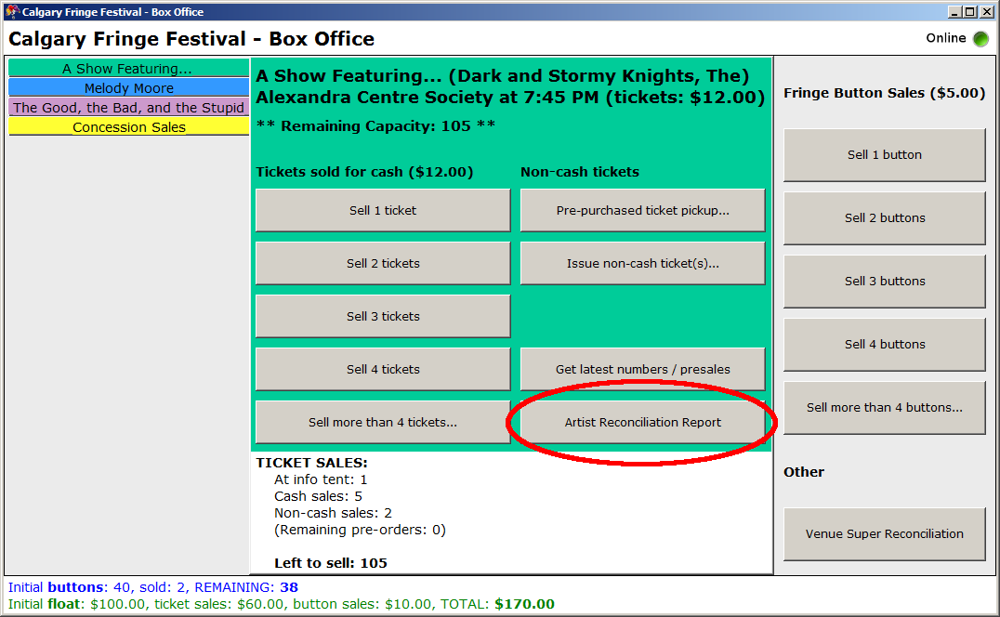 Calgary Fringe Festival - Box Office
Calgary Fringe Festival - Box Office
Online
A Show Featuring...
Melody Moore
The Good, the Bad, and the Stupid
Concession Sales
A Show Featuring... (Dark and Stormy Knights, The)
Alexandra Centre Society at 7:45 PM (tickets: $12.00)
** Remaining Capacity: 105 **
Tickets sold for cash ($12.00)
Sell 1 ticket
Sell 2 tickets
Sell 3 tickets
Sell 4 tickets
Sell more than 4 tickets...
Non-cash tickets
Pre-purchased ticket pickup...
Issue non-cash ticket(s)...
Get latest numbers / presales
Artist Reconciliation Report
TICKET SALES:
At info tent: 1
Cash sales: 5
Non-cash sales: 2
(Remaining pre-orders: 0)
Left to sell: 105
Fringe Button Sales ($5.00)
Sell 1 button
Sell 2 buttons
Sell 3 buttons
Sell 4 buttons
Sell more than 4 buttons...
Other
Venue Super Reconciliation
Initial buttons: 40, sold: 2, REMAINING: 38
Initial float: $100.00, ticket sales: $60.00, button sales: $10.00, TOTAL: $170.00